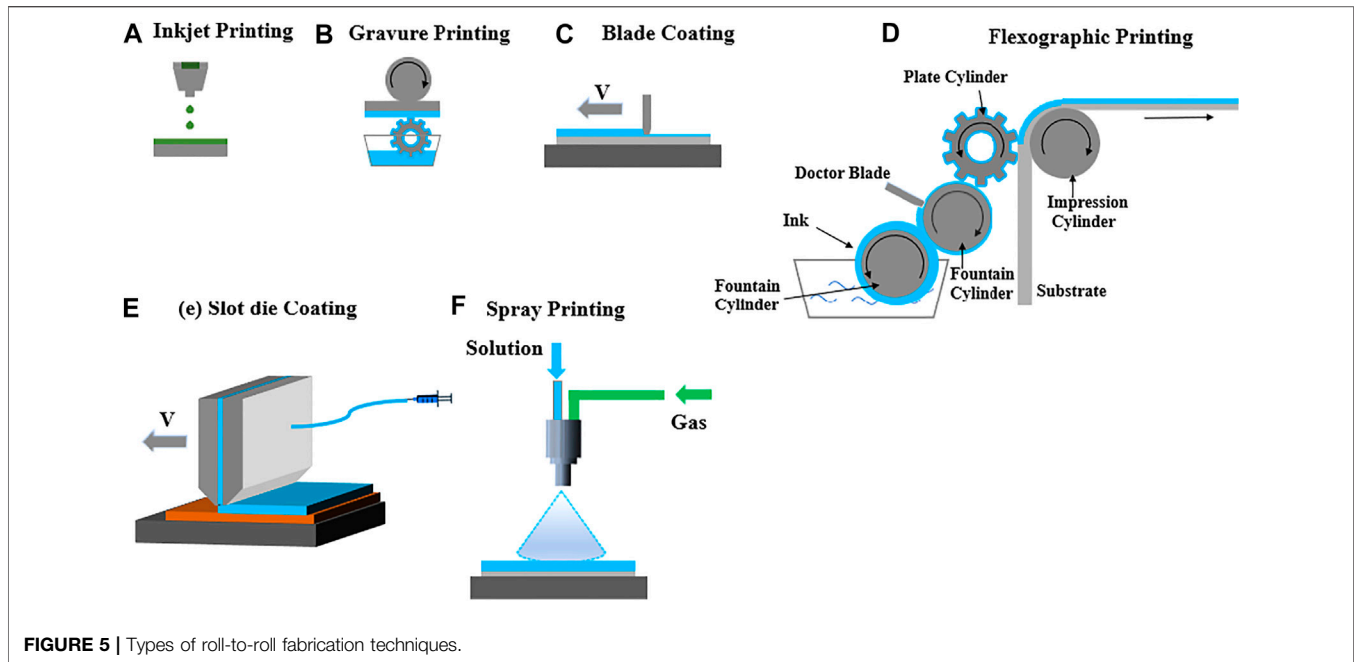 A Inkjet Printing
B Gravure Printing
C Blade Coating
V
D
Flexographic Printing
Plate Cylinder
Doctor Blade
Impression
Cylinder
Ink
Fountain
Cylinder
Fountain
Cylinder
Substrate
E (e) Slot die Coating
V
F Spray Printing
Solution
Gas
FIGURE 5 | Types of roll-to-roll fabrication techniques.